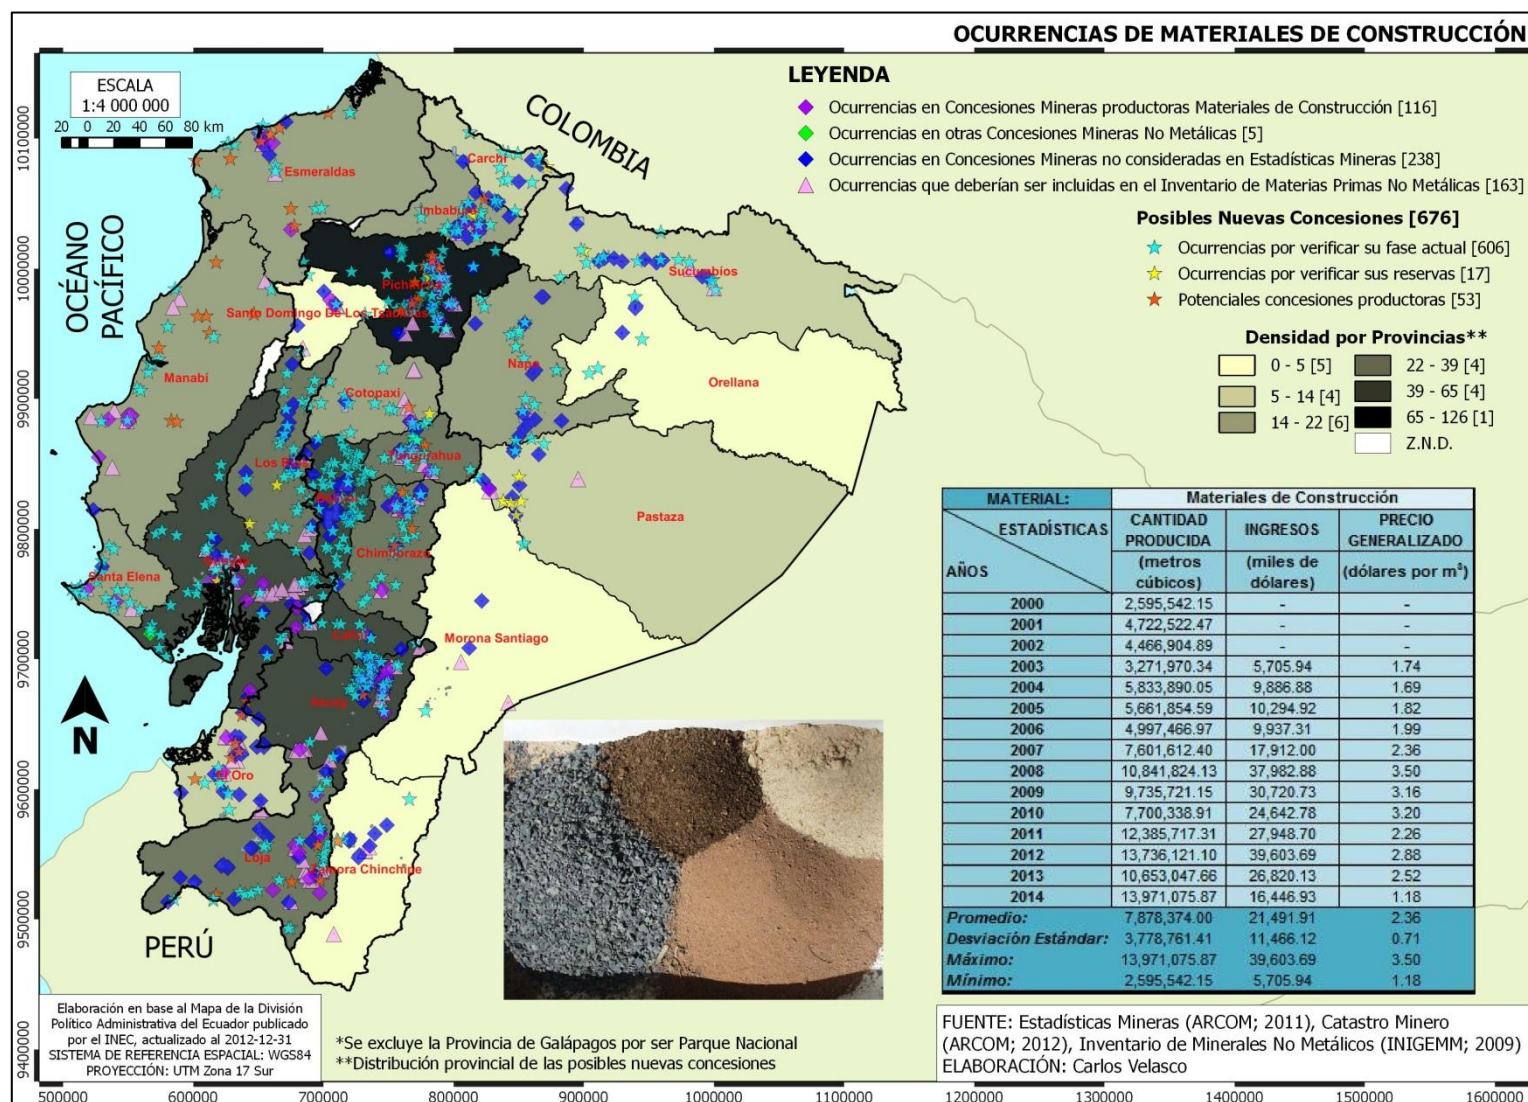 OCURRENCIAS DE MATERIALES DE CONSTRUCCIÓN
ESCALA
1:4 000 000
20 0 20 40 60 80 km
LEYENDA
Ocurrencias en Concesiones Mineras productoras Materiales de Construcción [116]
Ocurrencias en otras Concesiones Mineras No Metálicas [5]
Ocurrencias en Concesiones Mineras no consideradas en Estadísticas Mineras [238]
Ocurrencias que deberían ser incluidas en el Inventario de Materias Primas No Metálicas [163]
Posibles Nuevas Concesiones [676]
Ocurrencias por verificar su fase actual [606]
Ocurrencias por verificar sus reservas [17]
Potenciales concesiones productoras [53]
Densidad por Provincias**
0 - 5 [5]
5 - 14 [4]
14 - 22 [6]
22 - 39 [4]
39 - 65 [4]
65 - 126 [1]
Z.N.D.
COLOMBIA
OCÉANO
PACÍFICO
PERÚ
N
Esmeraldas
Carchi
Imbabura
Sucumbíos
Pichincha
Santo Domingo De Los Tsáchilas
Manabí
Cotopaxi
Napo
Orellana
Los Ríos
Tungurahua
Pastaza
Chimborazo
Santa Elena
Cañar
Morona Santiago
Azuay
El Oro
Loja
Zamora Chinchipe
MATERIAL: Materiales de Construcción
ESTADÍSTICAS CANTIDAD PRODUCIDA INGRESOS PRECIO GENERALIZADO
AÑOS (metros cúbicos) (miles de dólares) (dólares por m³)
2000 2,595,542.15 - -
2001 4,722,522.47 - -
2002 4,466,904.89 - -
2003 3,271,970.34 5,705.94 1.74
2004 5,833,890.05 9,886.88 1.69
2005 5,661,854.59 10,294.92 1.82
2006 4,997,466.97 9,937.31 1.99
2007 7,601,612.40 17,912.00 2.36
2008 10,841,824.13 37,982.88 3.50
2009 9,735,721.15 30,720.73 3.16
2010 7,700,338.91 24,642.78 3.20
2011 12,385,717.31 27,948.70 2.26
2012 13,736,121.10 39,603.69 2.88
2013 10,653,047.66 26,820.13 2.52
2014 13,971,075.87 16,446.93 1.18
Promedio: 7,878,374.00 21,491.91 2.36
Desviación Estándar: 3,778,761.41 11,466.12 0.71
Máximo: 13,971,075.87 39,603.69 3.50
Mínimo: 2,595,542.15 5,705.94 1.18
Elaboración en base al Mapa de la División
Político Administrativa del Ecuador publicado
por el INEC, actualizado al 2012-12-31
SISTEMA DE REFERENCIA ESPACIAL: WGS84
PROYECCIÓN: UTM Zona 17 Sur
*Se excluye la Provincia de Galápagos por ser Parque Nacional
**Distribución provincial de las posibles nuevas concesiones
FUENTE: Estadísticas Mineras (ARCOM; 2011), Catastro Minero
(ARCOM; 2012), Inventario de Minerales No Metálicos (INIGEMM; 2009)
ELABORACIÓN: Carlos Velasco
10100000
10000000
9900000
9800000
9700000
9600000
9500000
9400000
500000 600000 700000 800000 900000 1000000 1100000 1200000 1300000 1400000 1500000 1600000